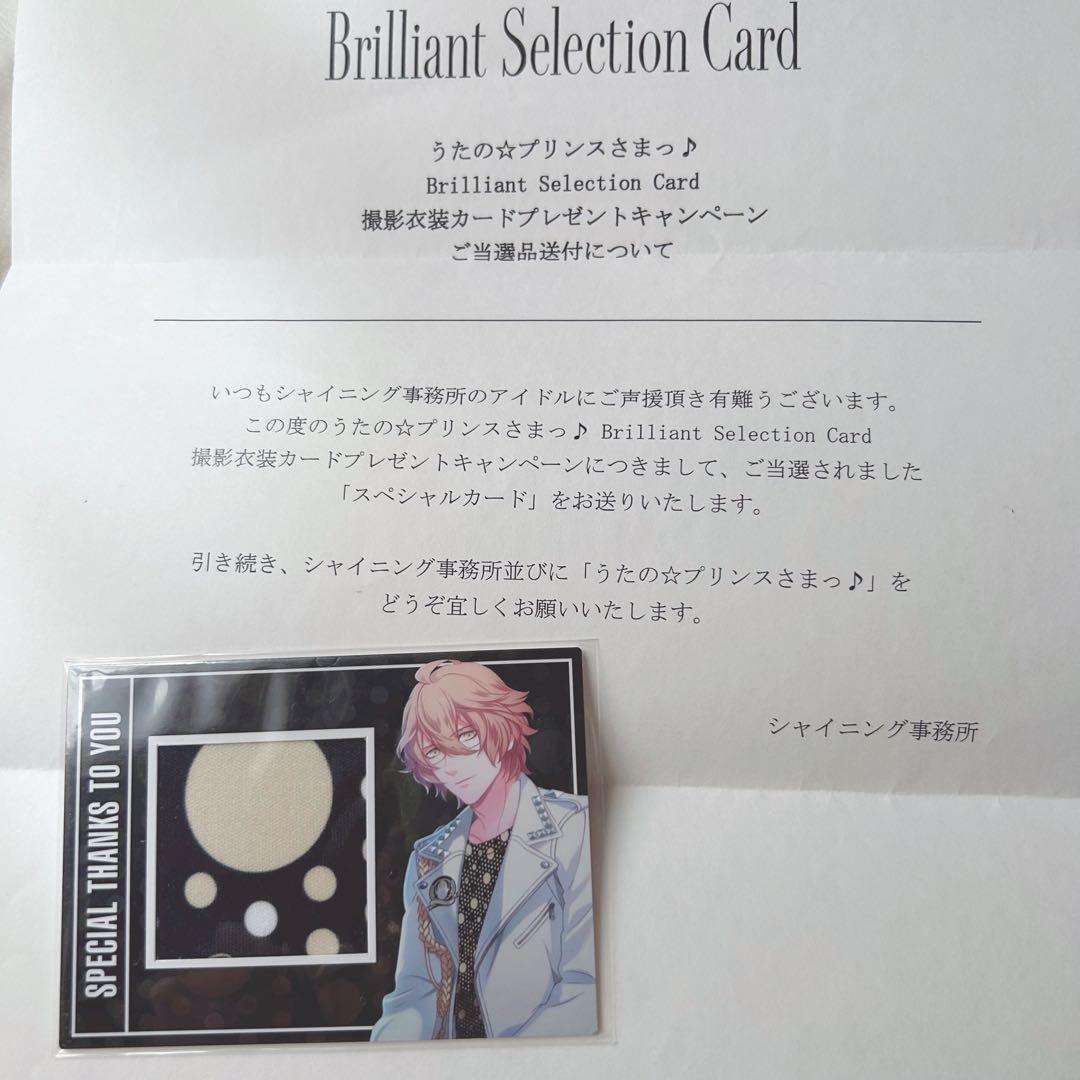 Brilliant Selection Card
うたの☆プリンスさまっ♪
Brilliant Selection Card
撮影衣装カードプレゼントキャンペーン
ご当選品送付について
いつもシャイニング事務所のアイドルにご声援頂き有難うございます。
この度のうたの☆プリンスさまっ♪ Brilliant Selection Card
撮影衣装カードプレゼントキャンペーンにつきまして、ご当選されました
「スペシャルカード」をお送りいたします。
引き続き、シャイニング事務所並びに「うたの☆プリンスさまっ♪」を
どうぞ宜しくお願いいたします。
シャイニング事務所
SPECIAL THANKS TO YOU